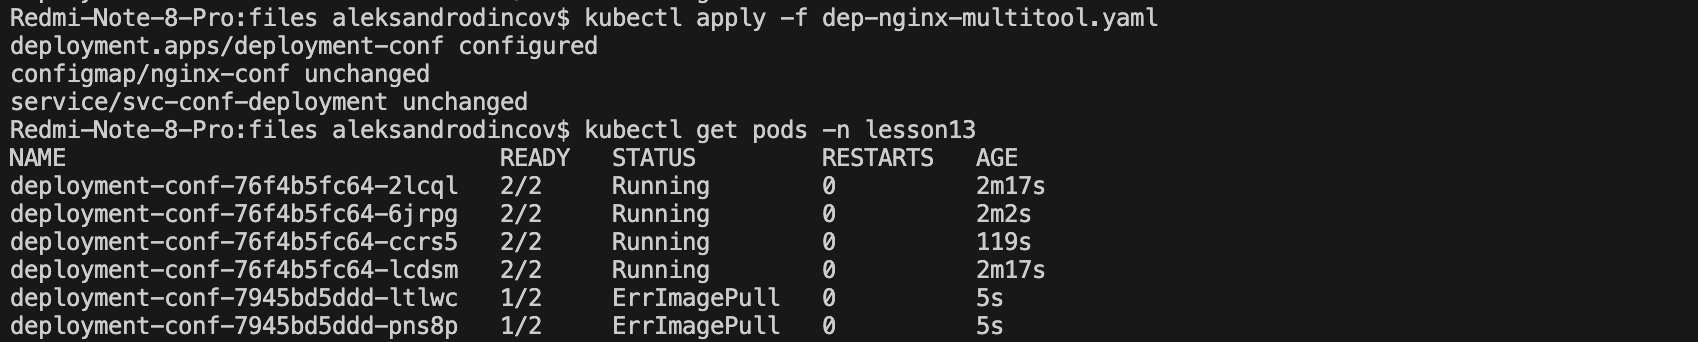 Redmi-Note-8-Pro:files aleksandrodincov$ kubectl apply -f dep-nginx-multitool.yaml
deployment.apps/deployment-conf configured
configmap/nginx-conf unchanged
service/svc-conf-deployment unchanged
Redmi-Note-8-Pro:files aleksandrodincov$ kubectl get pods -n lesson13
NAME                               READY   STATUS         RESTARTS   AGE
deployment-conf-76f4b5fc64-2lcql   2/2     Running        0          2m17s
deployment-conf-76f4b5fc64-6jrpg   2/2     Running        0          2m2s
deployment-conf-76f4b5fc64-ccrs5   2/2     Running        0          119s
deployment-conf-76f4b5fc64-lcdsm   2/2     Running        0          2m17s
deployment-conf-7945bd5ddd-ltlwc   1/2     ErrImagePull   0          5s
deployment-conf-7945bd5ddd-pns8p   1/2     ErrImagePull   0          5s